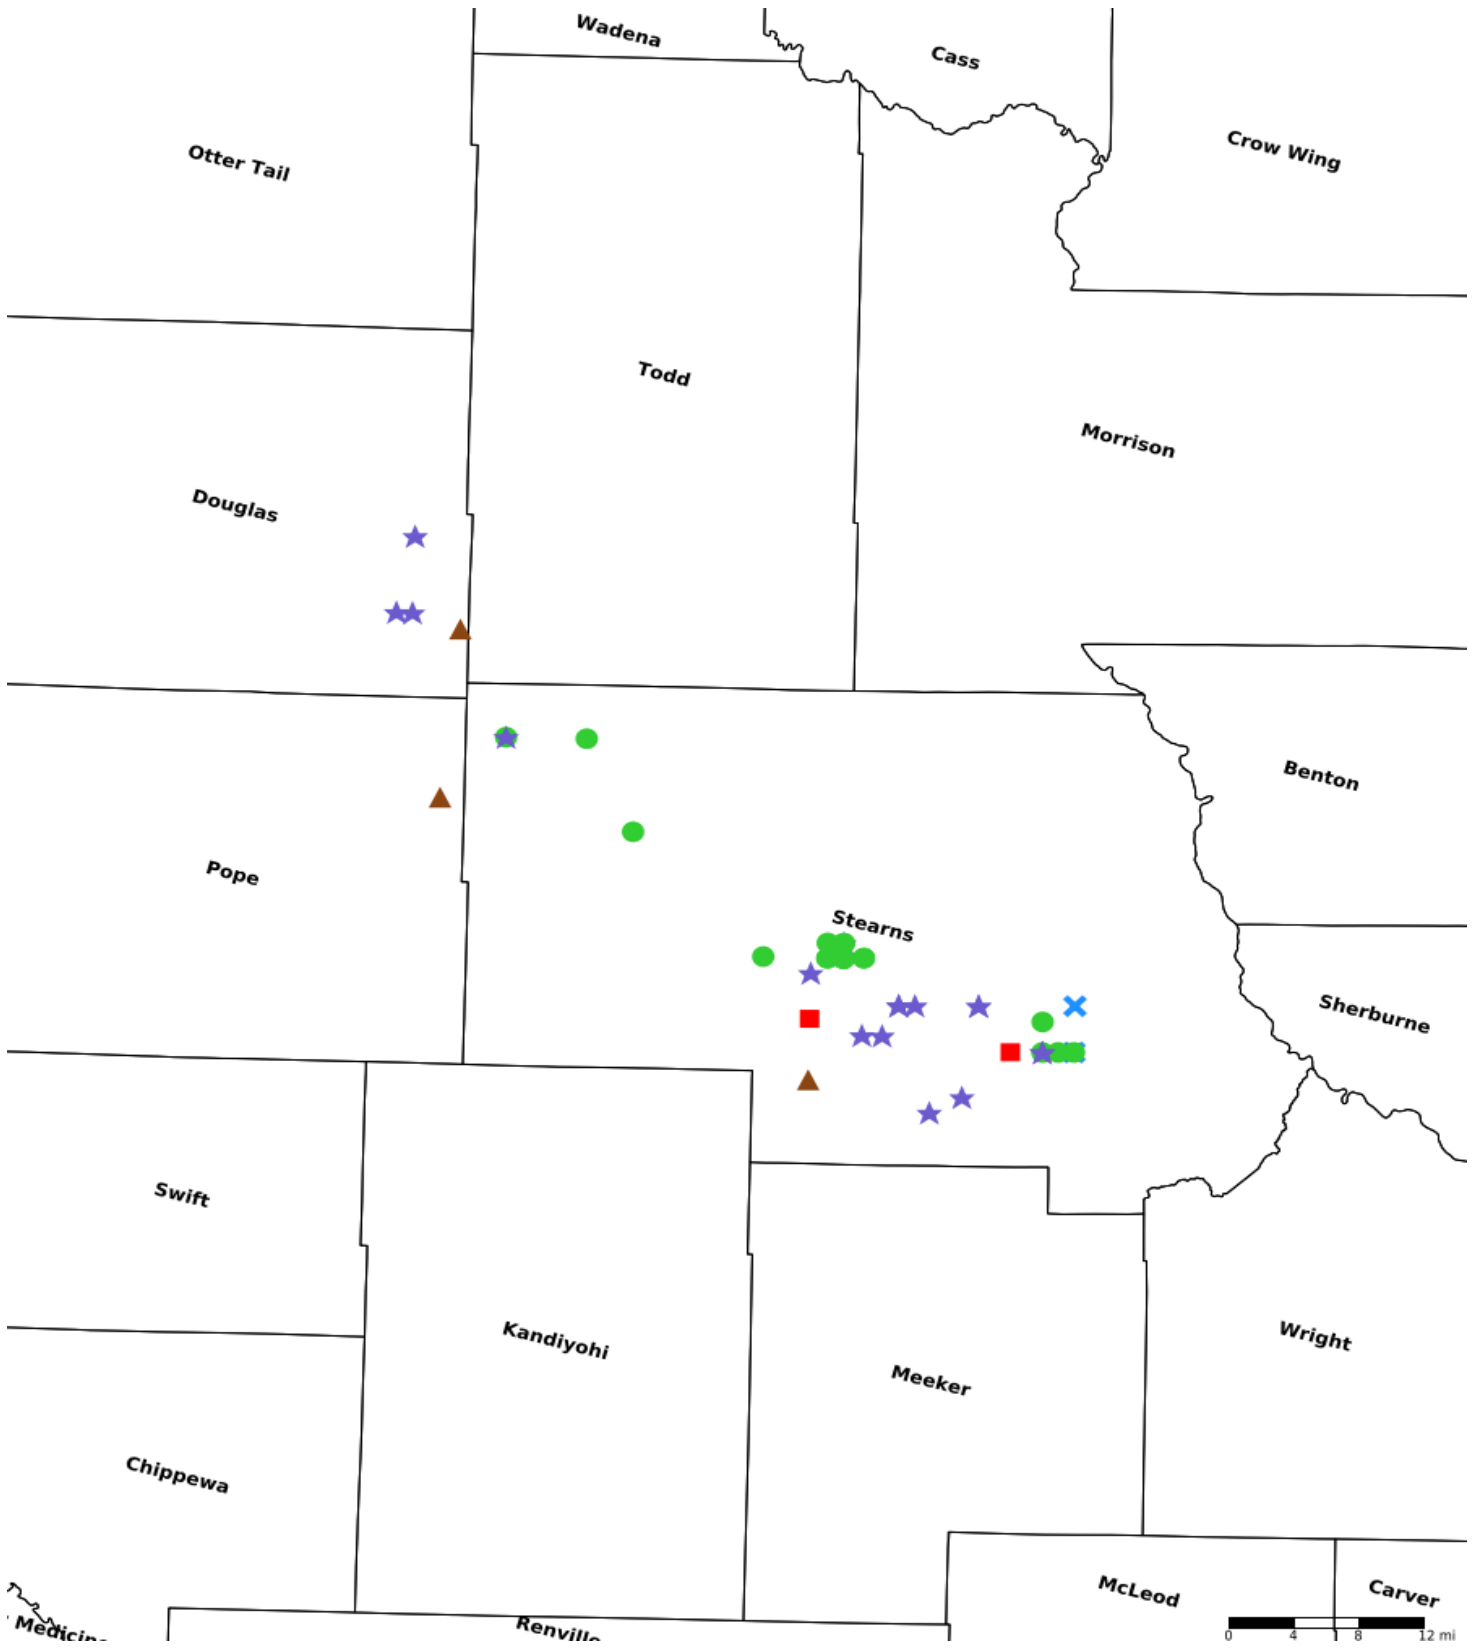 Wadena
Cass
Crow Wing
Otter Tail
Todd
Morrison
Douglas
Benton
Pope
Stearns
Sherburne
Swift
Kandiyohi
Wright
Meeker
Chippewa
McLeod
Carver
Renville
0 4 8 12 mi